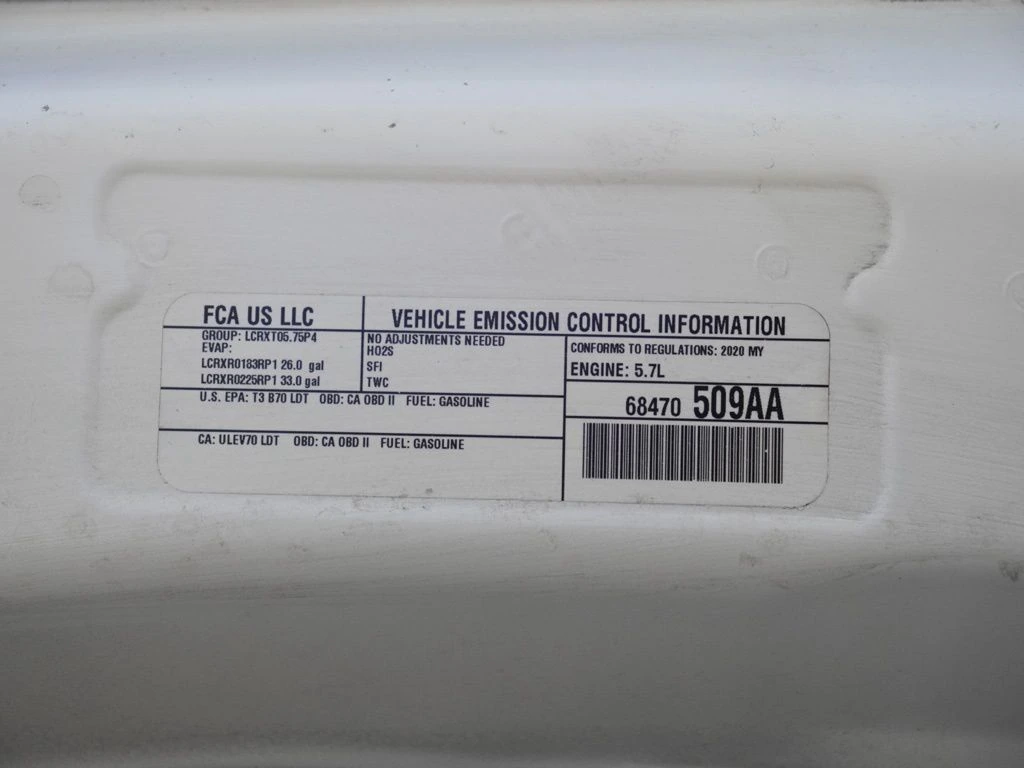 FCA US LLC
VEHICLE EMISSION CONTROL INFORMATION
GROUP: LCRXT05.75P4
EVAP:
LCRXR0183RP1 26.0 gal
LCRXR0225RP1 33.0 gal
NO ADJUSTMENTS NEEDED
HO2S
SFI
TWC
CONFORMS TO REGULATIONS: 2020 MY
ENGINE: 5.7L
U.S. EPA: T3 B70 LDT OBD: CA OBD II FUEL: GASOLINE
CA: ULEV70 LDT OBD: CA OBD II FUEL: GASOLINE
68470 509AA